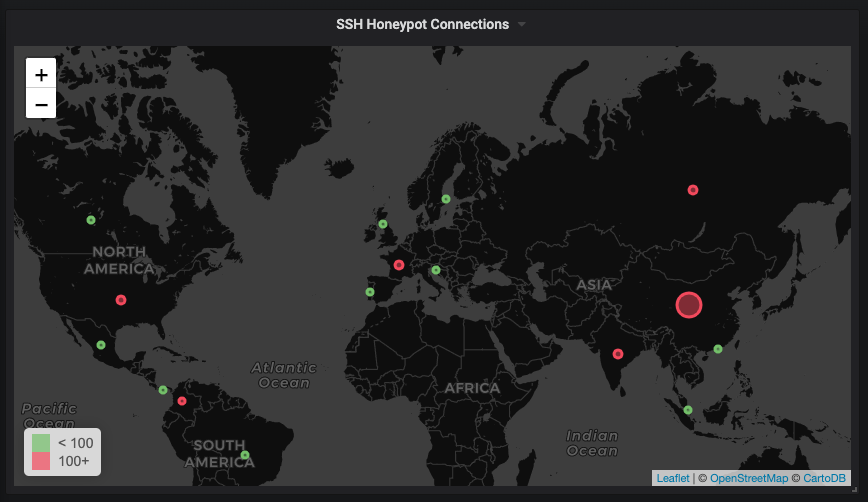 SSH Honeypot Connections
+
−
NORTH
AMERICA
ASIA
Atlantic
Ocean
AFRICA
Pacific
Ocean
Indian
Ocean
SOUTH
AMERICA
< 100
100+
Leaflet | © OpenStreetMap © CartoDB